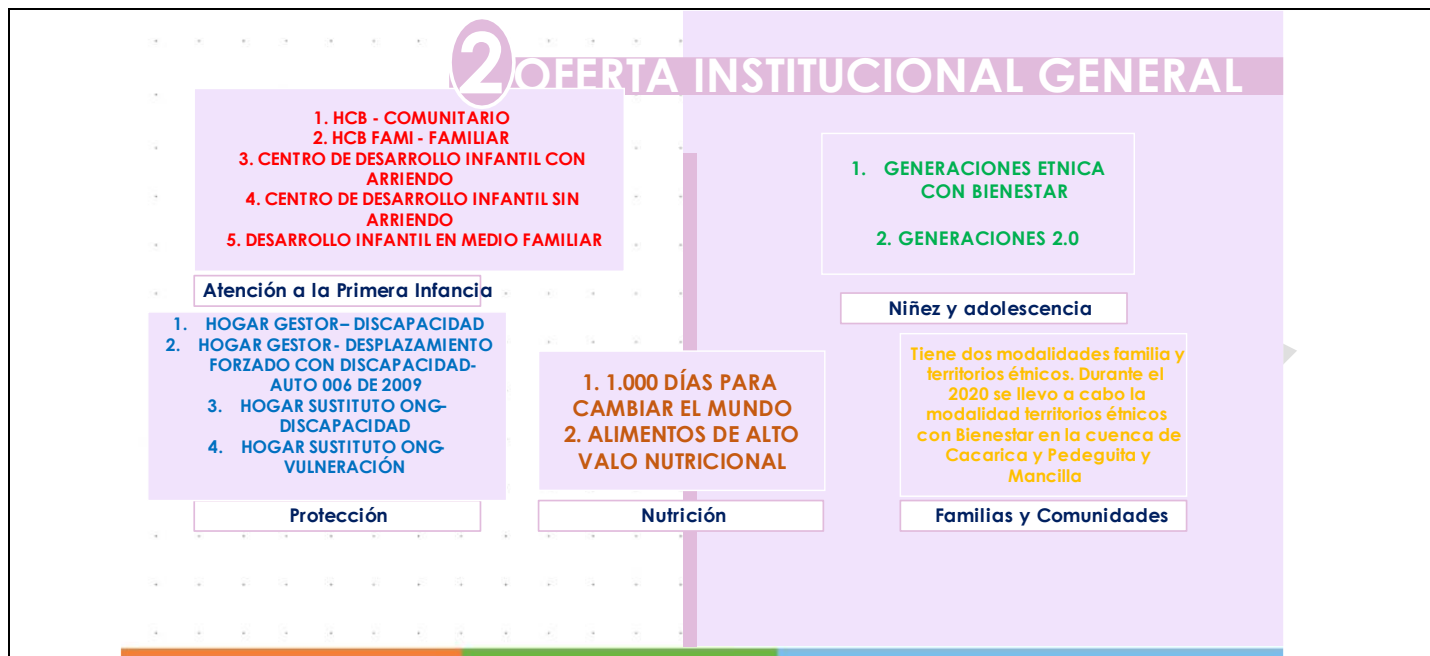 2 OFERTA INSTITUCIONAL GENERAL
1. HCB - COMUNITARIO
2. HCB FAMI - FAMILIAR
3. CENTRO DE DESARROLLO INFANTIL CON
ARRIENDO
4. CENTRO DE DESARROLLO INFANTIL SIN
ARRIENDO
5. DESARROLLO INFANTIL EN MEDIO FAMILIAR
Atención a la Primera Infancia
1. GENERACIONES ETNICA
CON BIENESTAR
2. GENERACIONES 2.0
Niñez y adolescencia
1. HOGAR GESTOR– DISCAPACIDAD
2. HOGAR GESTOR - DESPLAZAMIENTO
FORZADO CON DISCAPACIDAD-
AUTO 006 DE 2009
3. HOGAR SUSTITUTO ONG-
DISCAPACIDAD
4. HOGAR SUSTITUTO ONG-
VULNERACIÓN
Protección
1. 1.000 DÍAS PARA
CAMBIAR EL MUNDO
2. ALIMENTOS DE ALTO
VALO NUTRICIONAL
Nutrición
Tiene dos modalidades familia y
territorios étnicos. Durante el
2020 se llevo a cabo la
modalidad territorios étnicos
con Bienestar en la cuenca de
Cacarica y Pedeguita y
Mancilla
Familias y Comunidades